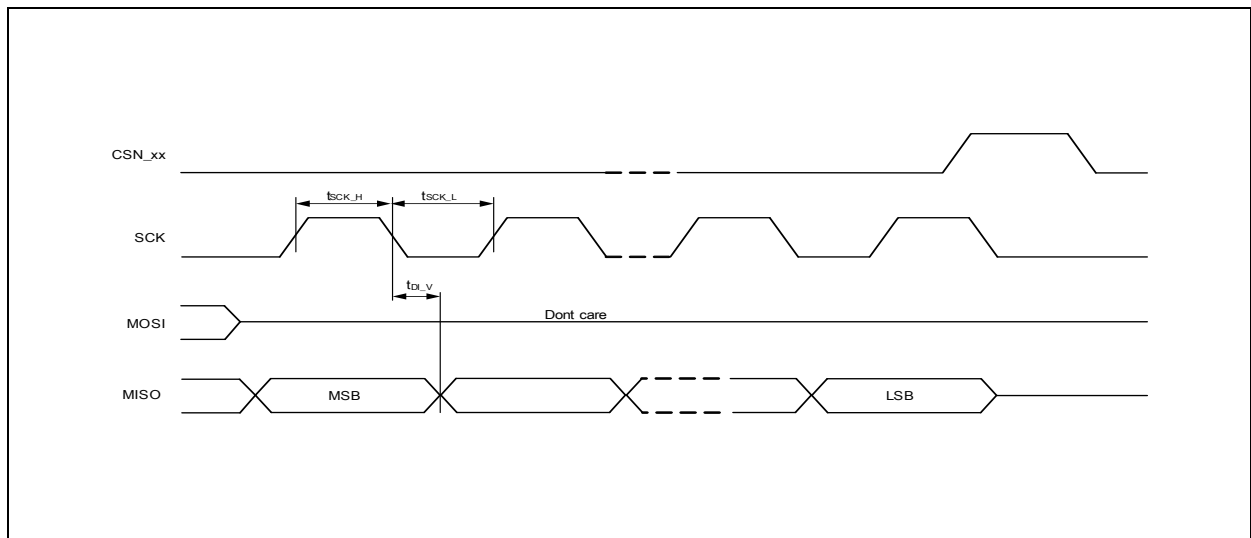 CSN_xx
tSCK_H
tSCK_L
SCK
tDI_V
MOSI
Dont care
MISO
MSB
LSB